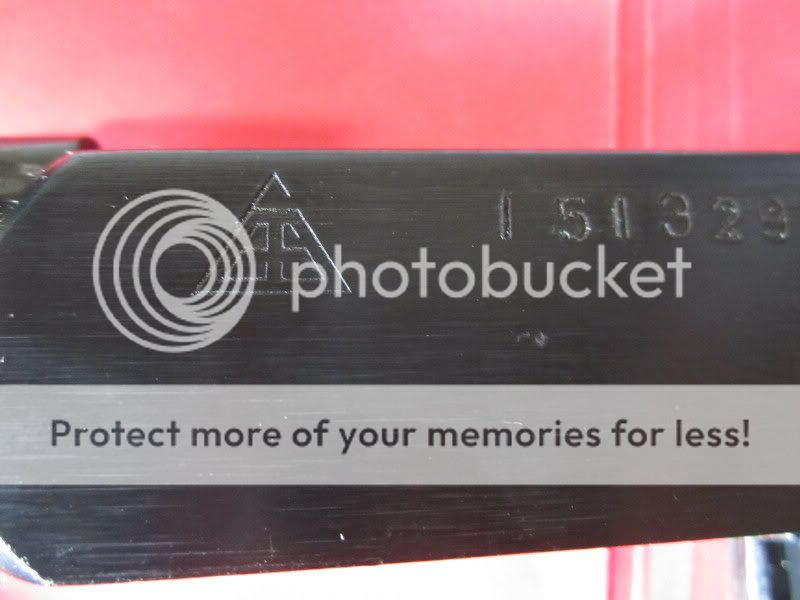 151329
photobucket
Protect more of your memories for less!